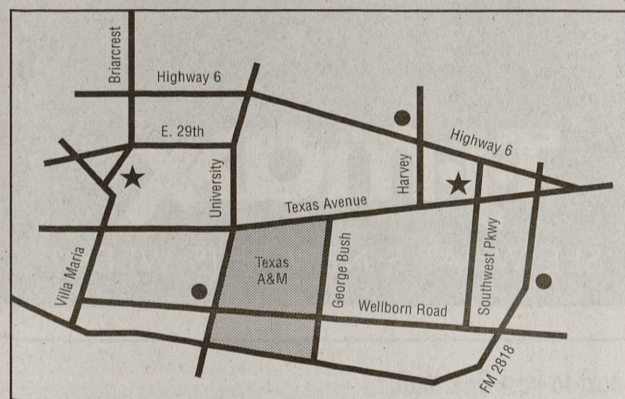 Briarcrest
Highway 6
E. 29th
Highway 6
University
Harvey
Texas Avenue
Texas
A&M
George Bush
Southwest Pkwy
Villa Maria
Wellborn Road
FM 2818